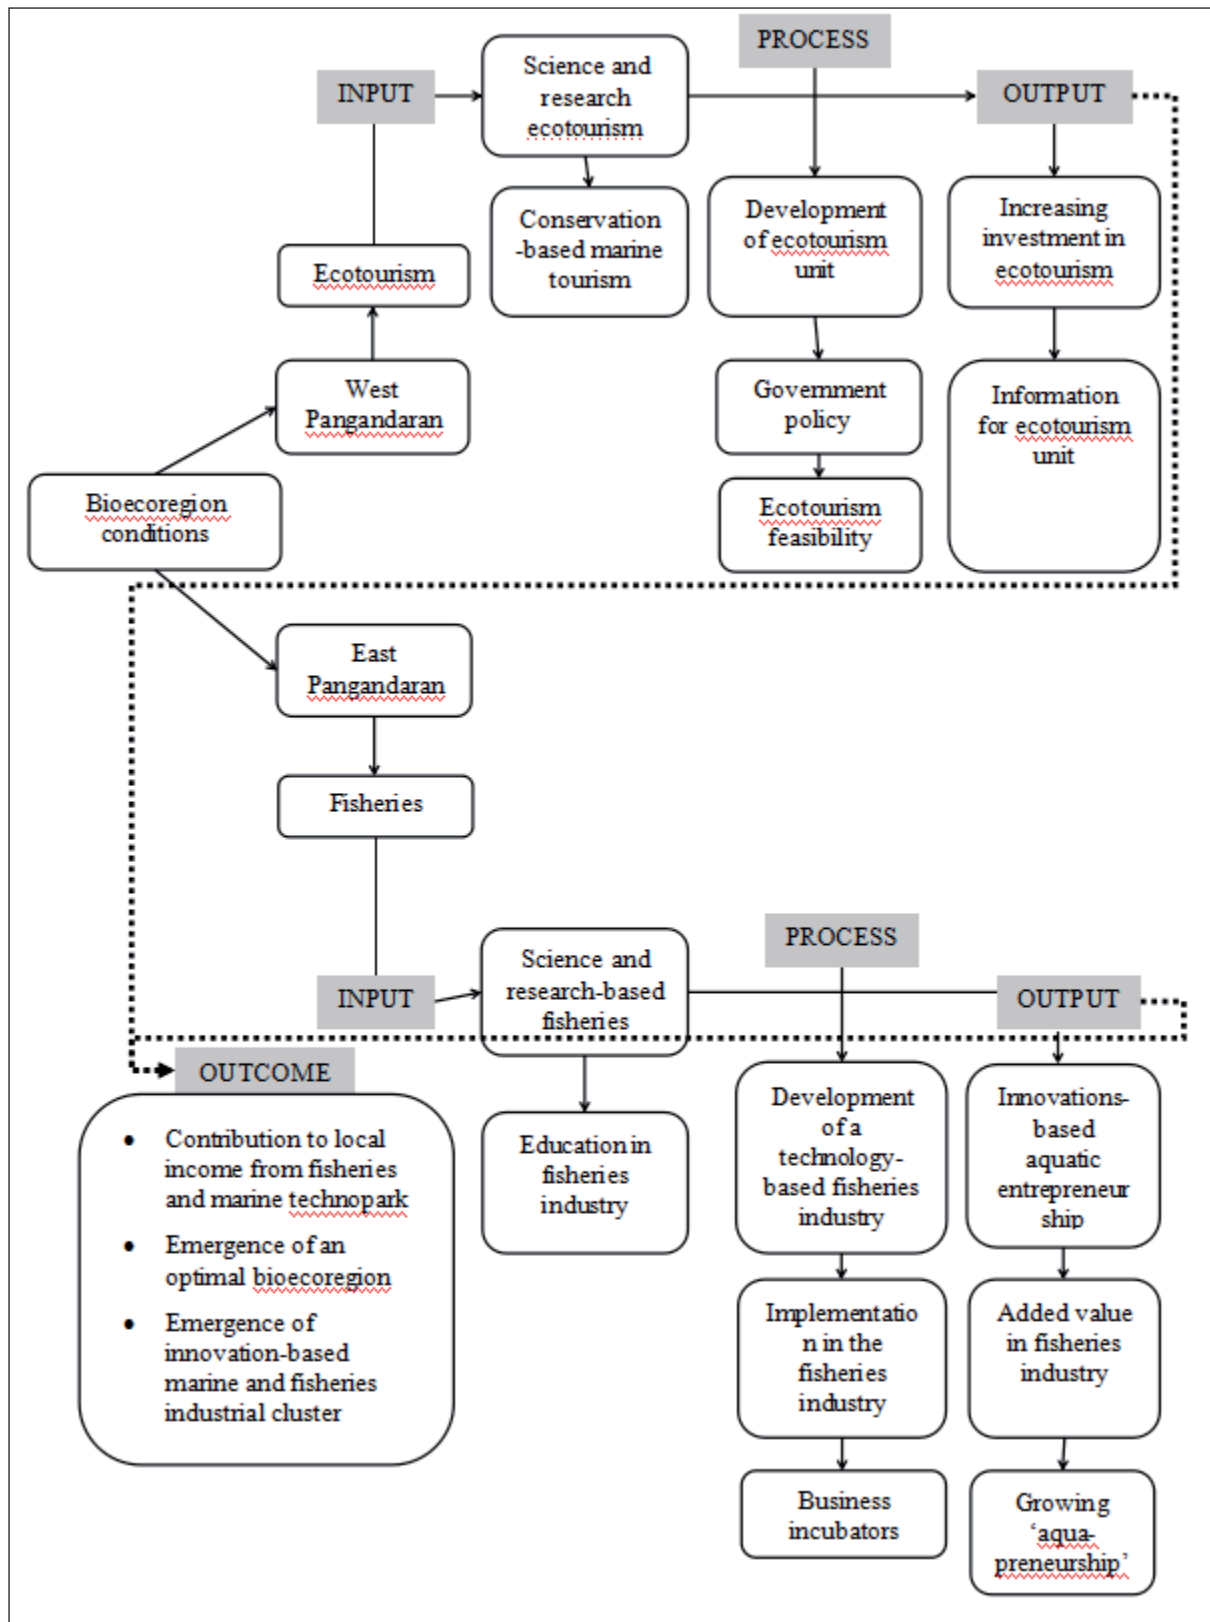 PROCESS
INPUT
Science and
research
ecotourism
OUTPUT
Conservation
-based marine
tourism
Development
of ecotourism
unit
Increasing
investment in
ecotourism
Ecotourism
West
Pangandaran
Government
policy
Information
for ecotourism
unit
Bioecoregion
conditions
Ecotourism
feasibility
East
Pangandaran
Fisheries
PROCESS
INPUT
Science and
research-based
fisheries
OUTPUT
OUTCOME
• Contribution to local
income from fisheries
and marine technopark
• Emergence of an
optimal bioecoregion
• Emergence of
innovation-based
marine and fisheries
industrial cluster
Education in
fisheries
industry
Development
of a
technology-
based fisheries
industry
Innovations-
based
aquatic
entrepreneur
ship
Implementatio
n in the
fisheries
industry
Added value
in fisheries
industry
Business
incubators
Growing
‘aqua-
preneurship’